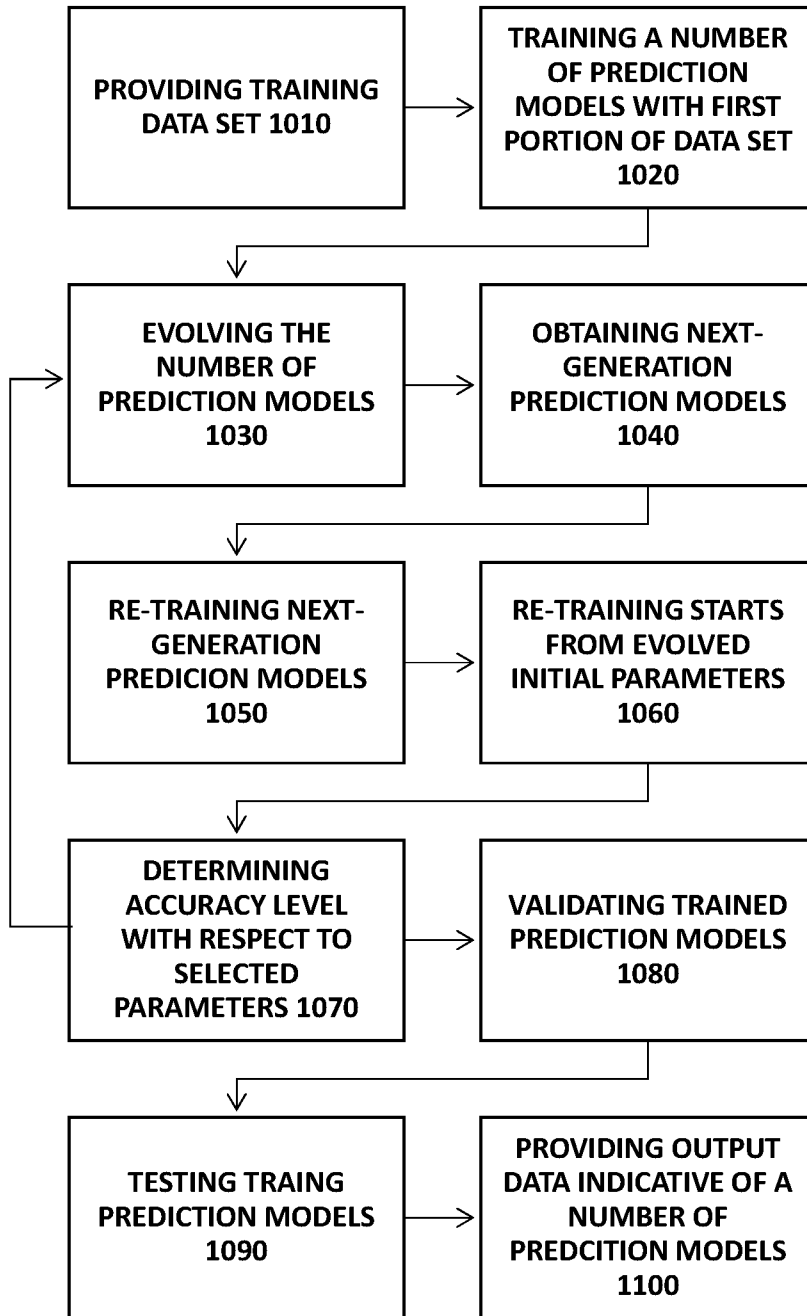 PROVIDING TRAINING
DATA SET 1010
TRAINING A NUMBER
OF PREDICTION
MODELS WITH FIRST
PORTION OF DATA SET
1020
EVOLVING THE
NUMBER OF
PREDICTION MODELS
1030
OBTAINING NEXT-
GENERATION
PREDICTION MODELS
1040
RE-TRAINING NEXT-
GENERATION
PREDICION MODELS
1050
RE-TRAINING STARTS
FROM EVOLVED
INITIAL PARAMETERS
1060
DETERMINING
ACCURACY LEVEL
WITH RESPECT TO
SELECTED
PARAMETERS 1070
VALIDATING TRAINED
PREDICTION MODELS
1080
TESTING TRAING
PREDICTION MODELS
1090
PROVIDING OUTPUT
DATA INDICATIVE OF A
NUMBER OF
PREDCITION MODELS
1100